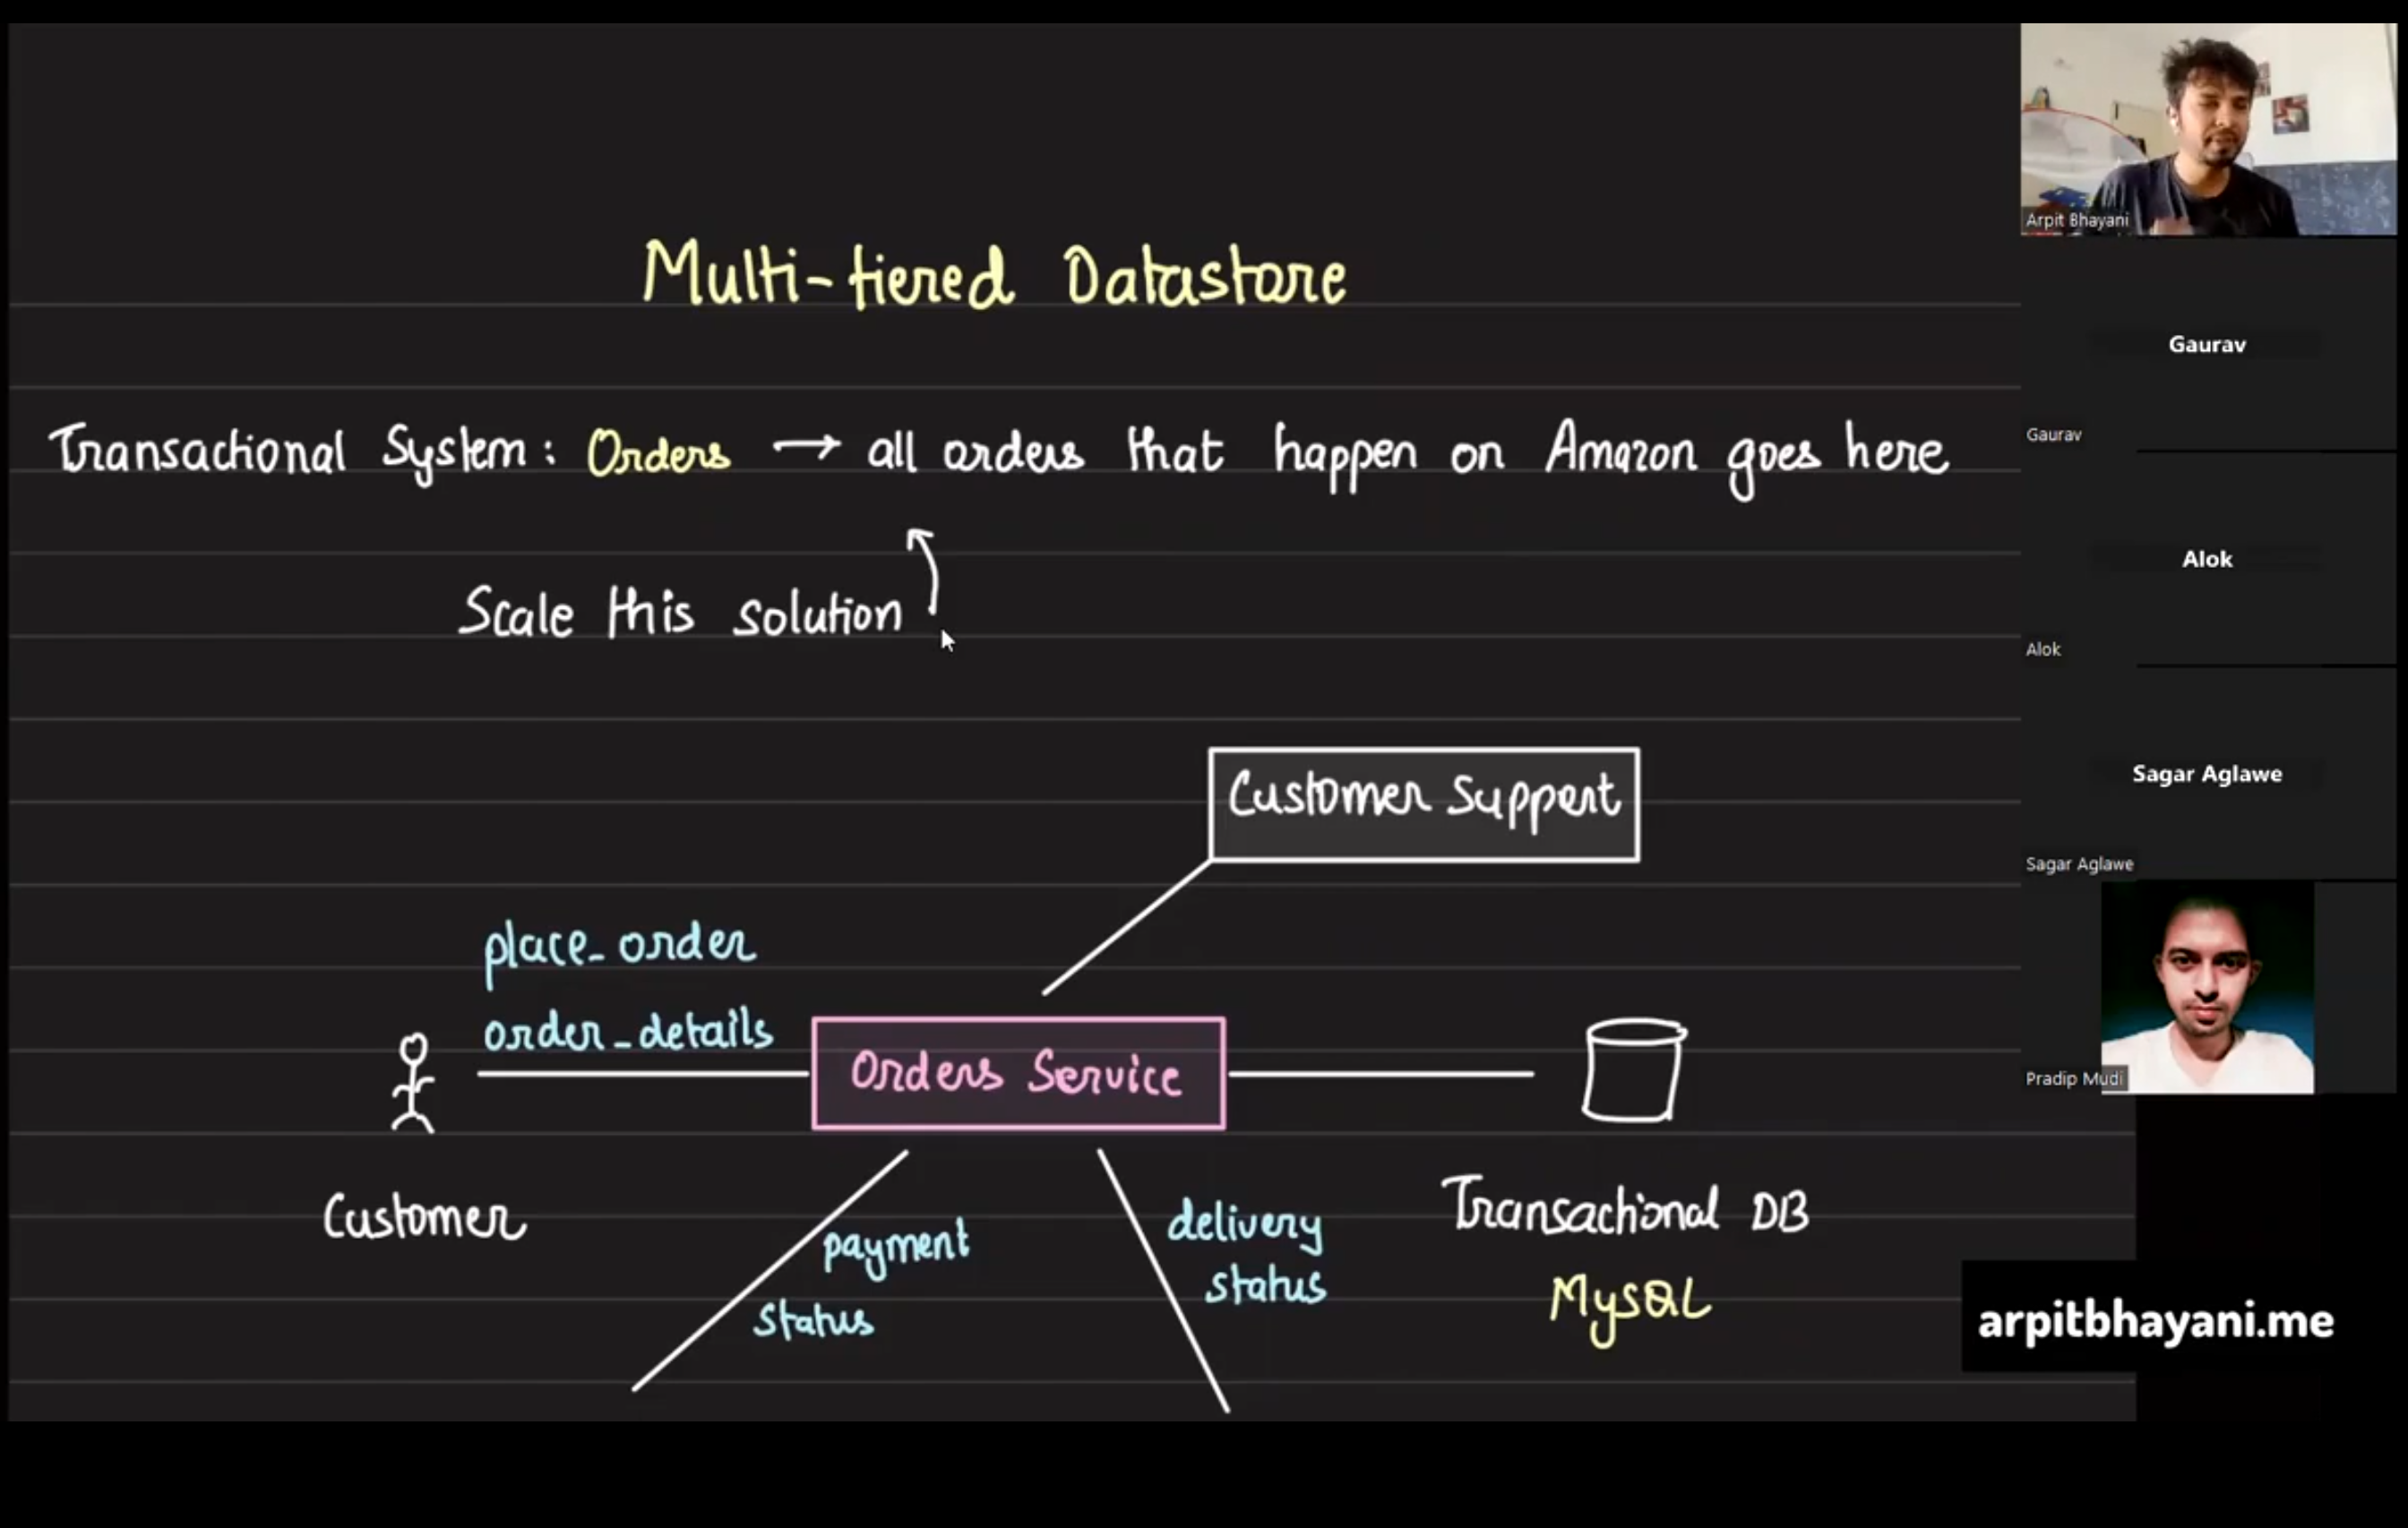 Multi-tiered Datastore
Transactional System: Orders → all orders that happen on Amazon goes here
Scale this solution
Customer Support
place_order
order_details
Orders Service
Customer
payment
status
delivery
status
Transactional DB
MySQL
Arpit Bhayani
Gaurav
Gaurav
Alok
Alok
Sagar Aglawe
Sagar Aglawe
Pradip Mudi
arpitbhayani.me